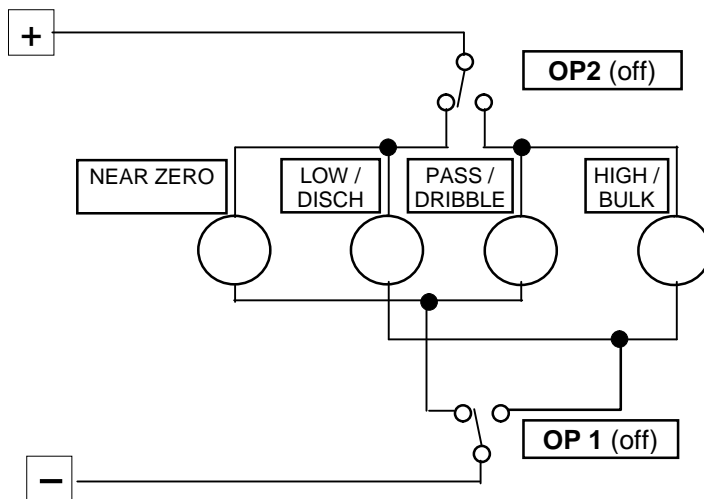 +
OP2 (off)
NEAR ZERO
LOW /
DISCH
PASS /
DRIBBLE
HIGH /
BULK
OP 1 (off)
−